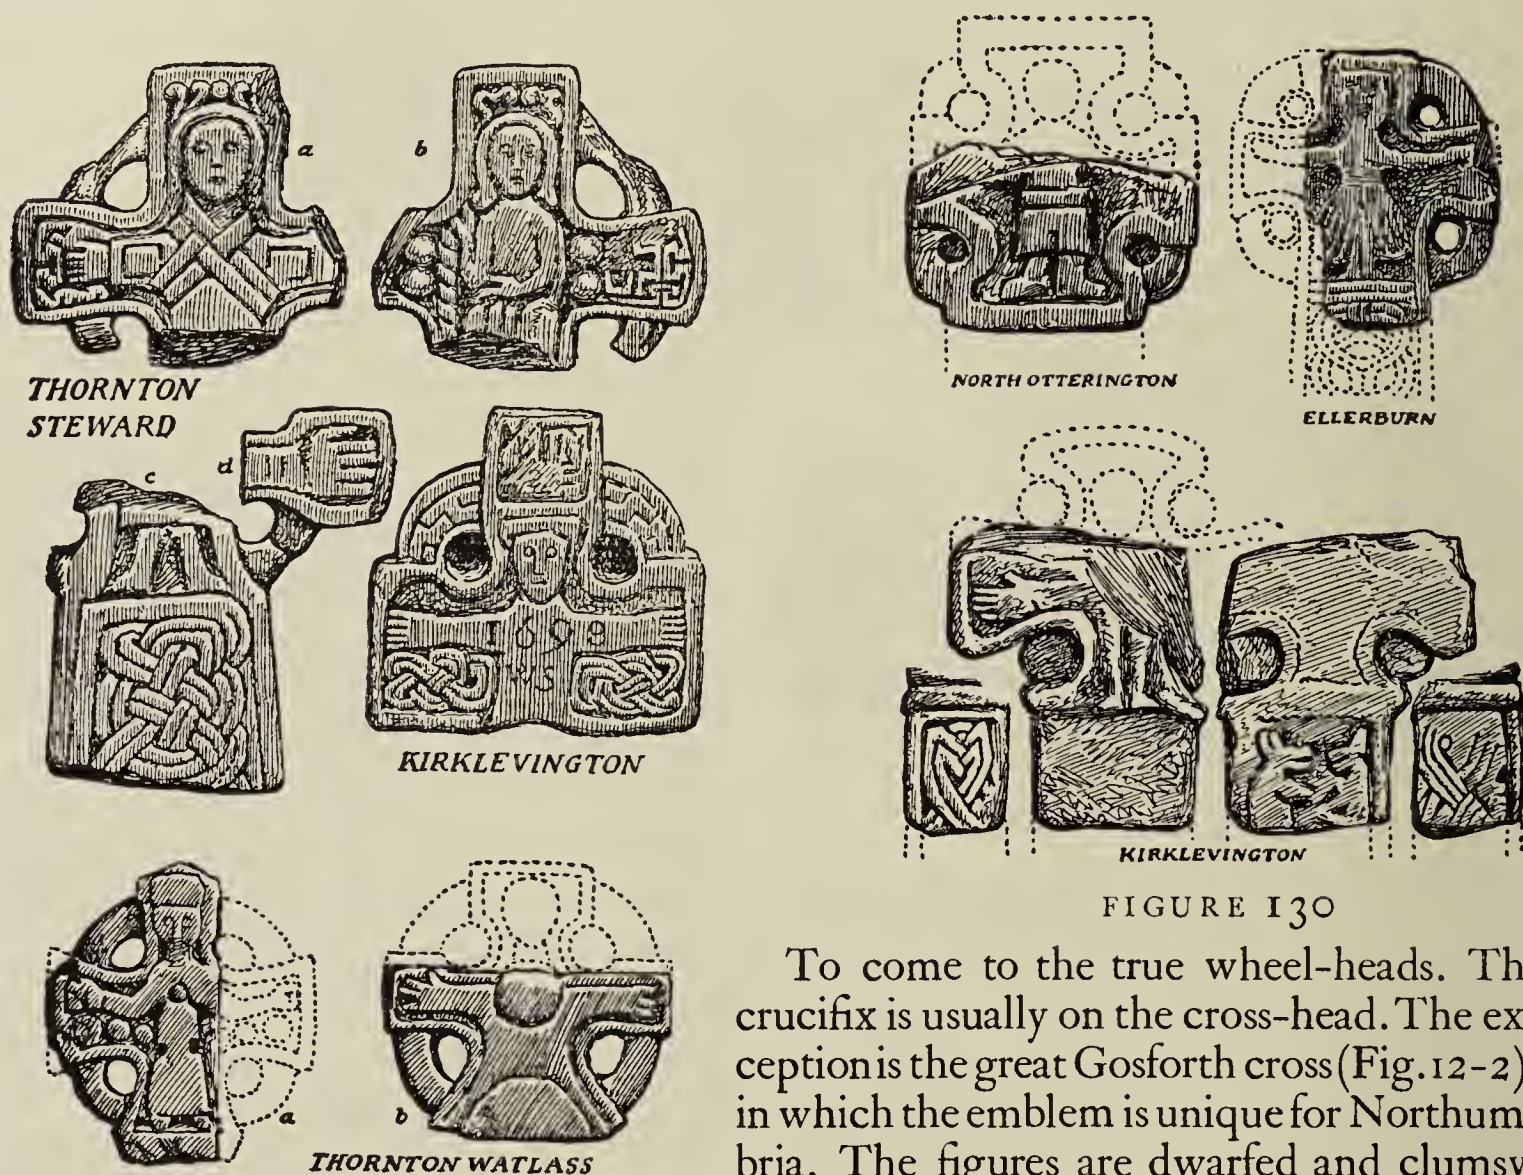 a
b
THORNTON
STEWARD
c
d
KIRKLEVINGTON
a
b
THORNTON WATLASS
NORTH OTTERINGTON
ELLERBURN
KIRKLEVINGTON
FIGURE 130
To come to the true wheel-heads. Th
crucifix is usually on the cross-head. The ex
ception is the great Gosforth cross (Fig. 12-2)
in which the emblem is unique for Northum
bria. The figures are dwarfed and clumsy